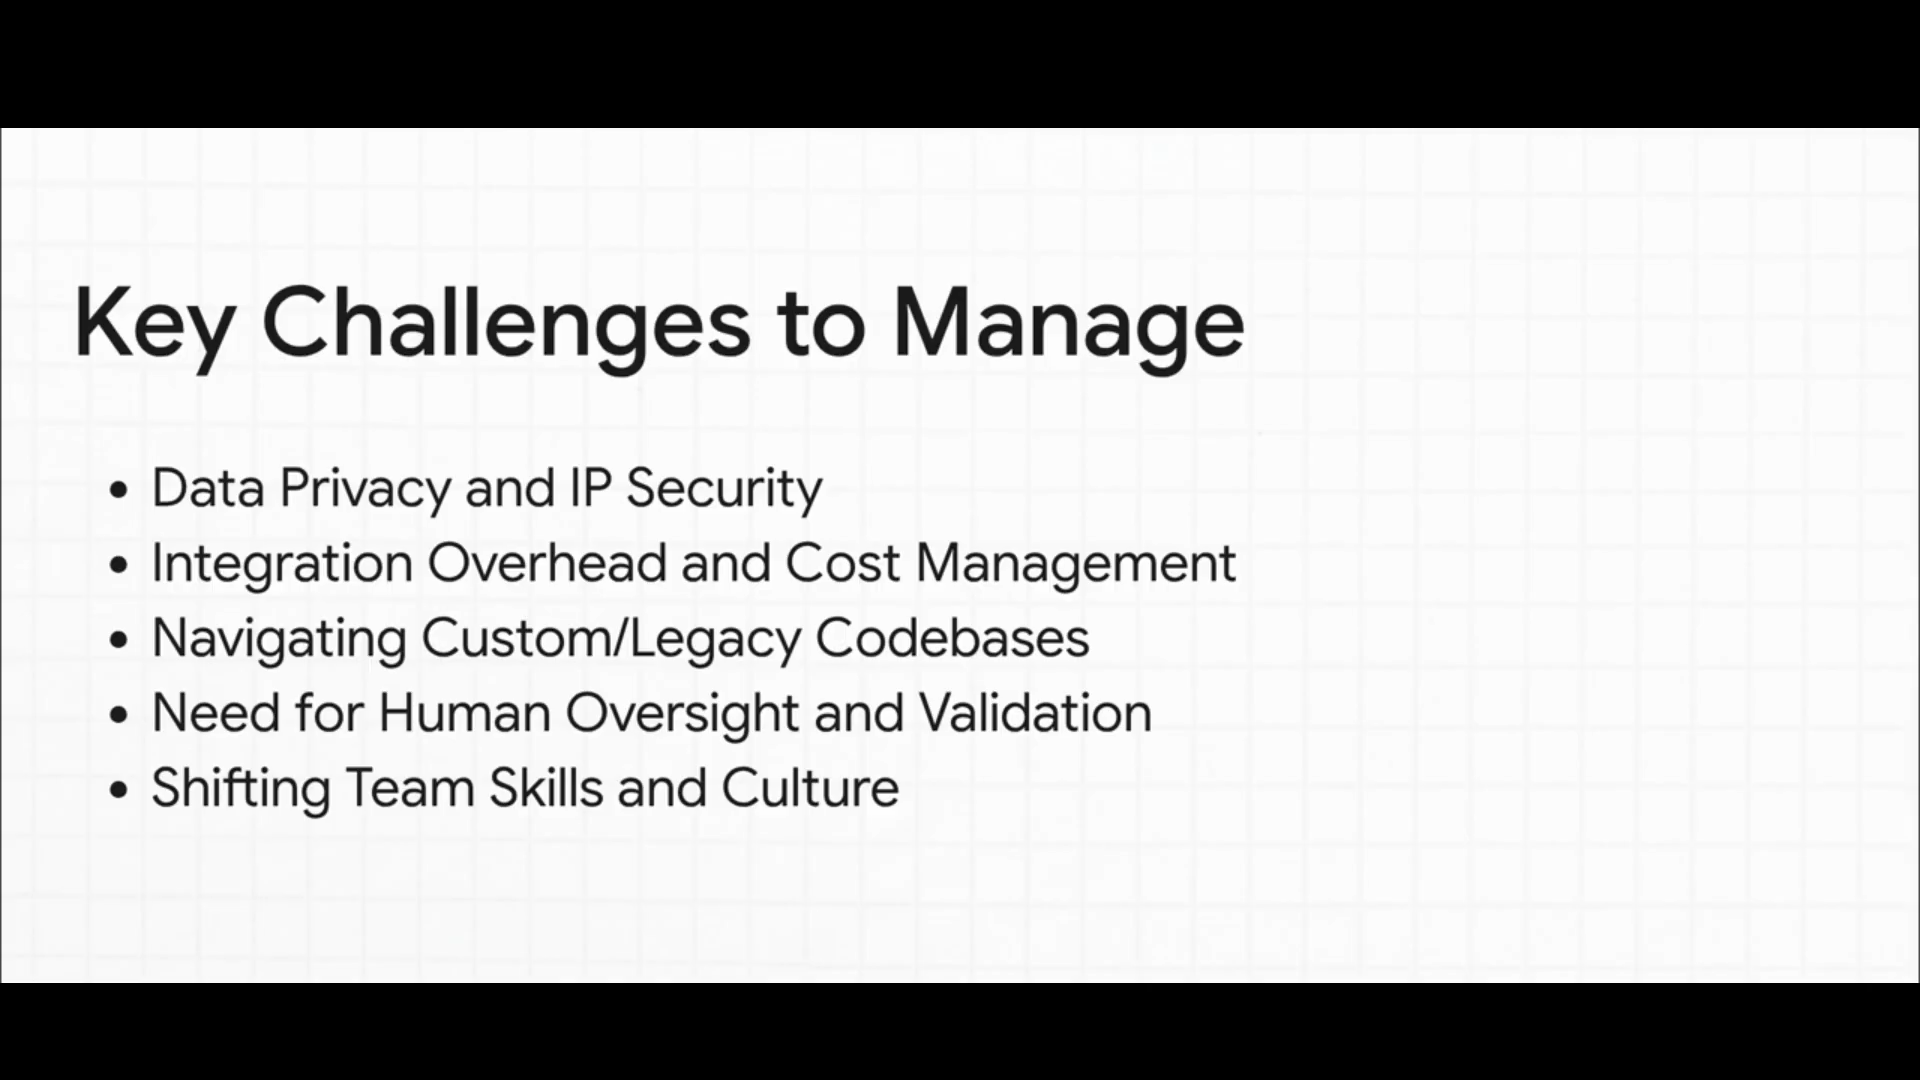 Key Challenges to Manage
• Data Privacy and IP Security
• Integration Overhead and Cost Management
• Navigating Custom/Legacy Codebases
• Need for Human Oversight and Validation
• Shifting Team Skills and Culture